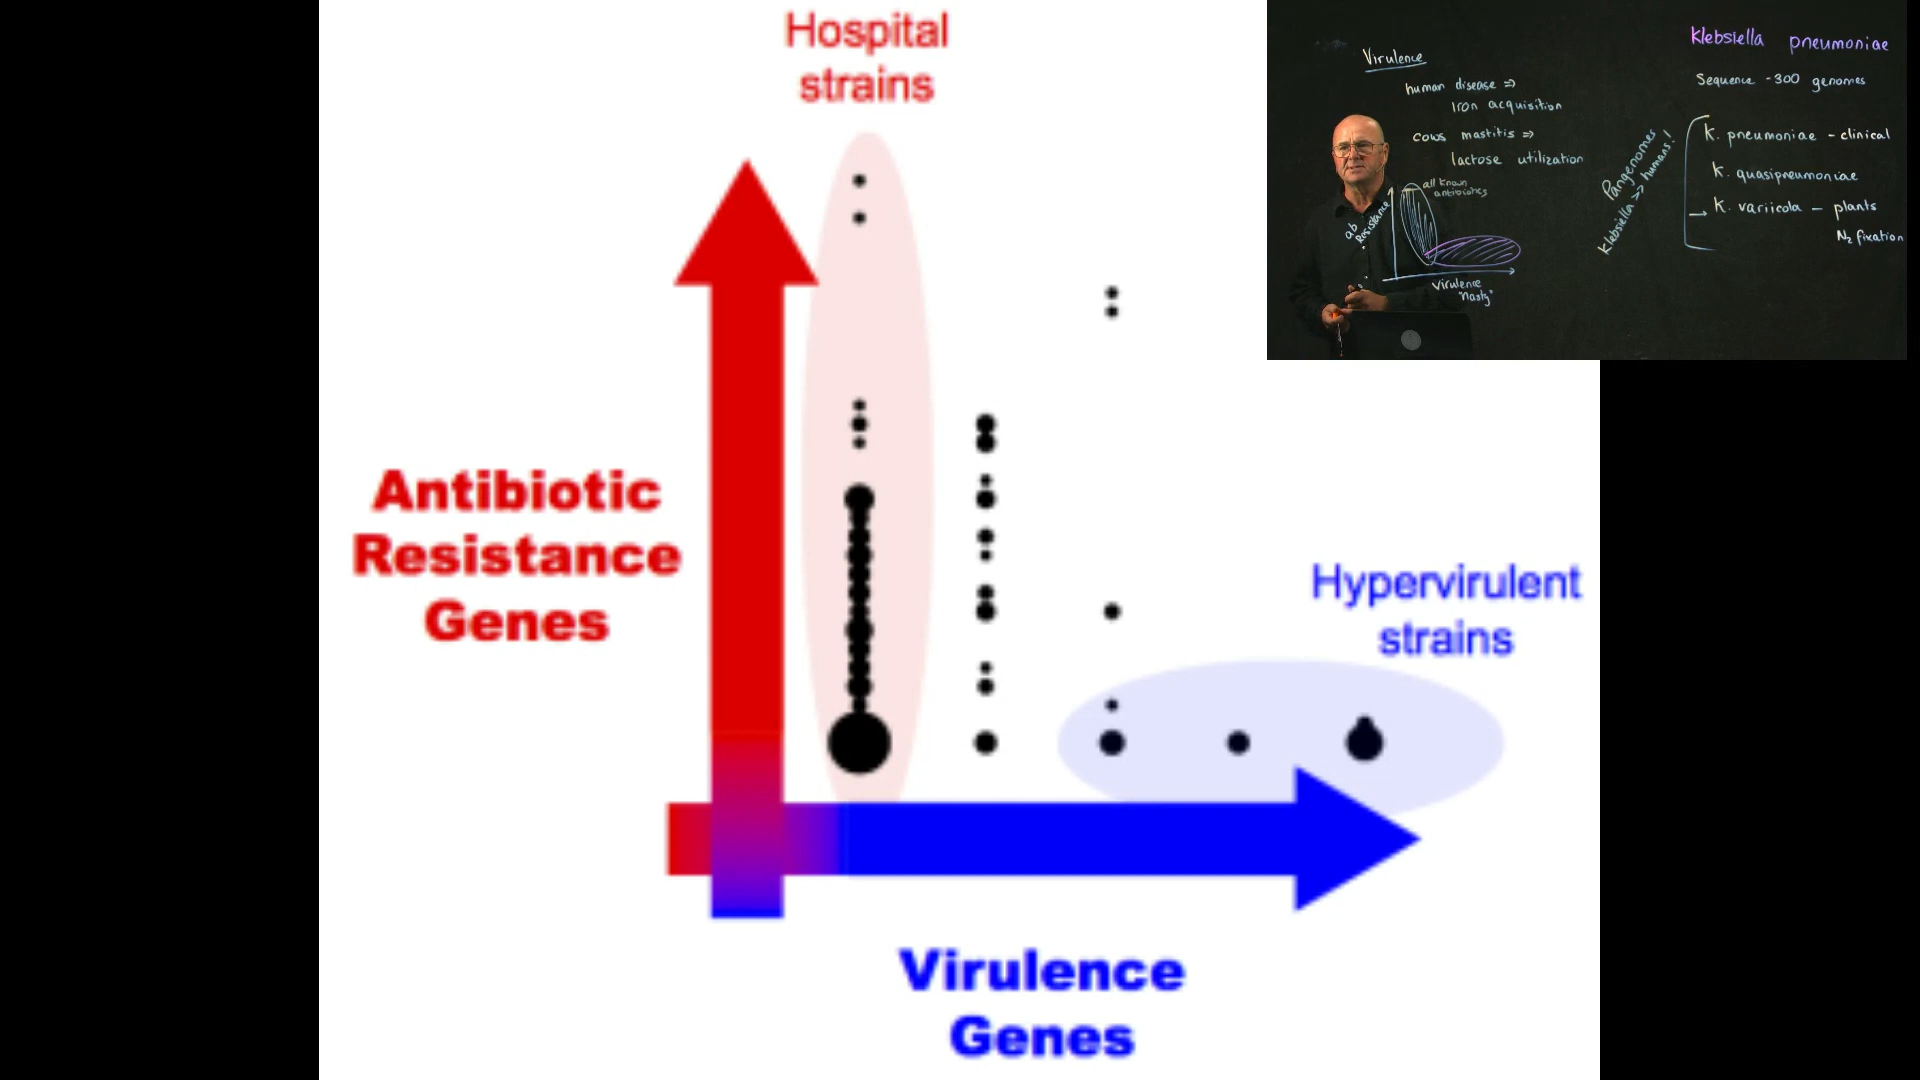 Hospital
strains
Antibiotic
Resistance
Genes
Hypervirulent
strains
Virulence
Genes
Virulence
human disease ⇒
Iron acquisition
cows mastitis ⇒
lactose utilization
all known
antibiotics
ab
Resistance
Virulence
"Nasty"
Pangenomes
Klebsiella >> humans!
Klebsiella pneumoniae
Sequence ~300 genomes
K. pneumoniae - clinical
K. quasipneumoniae
→ K. variicola - plants
N₂ fixation